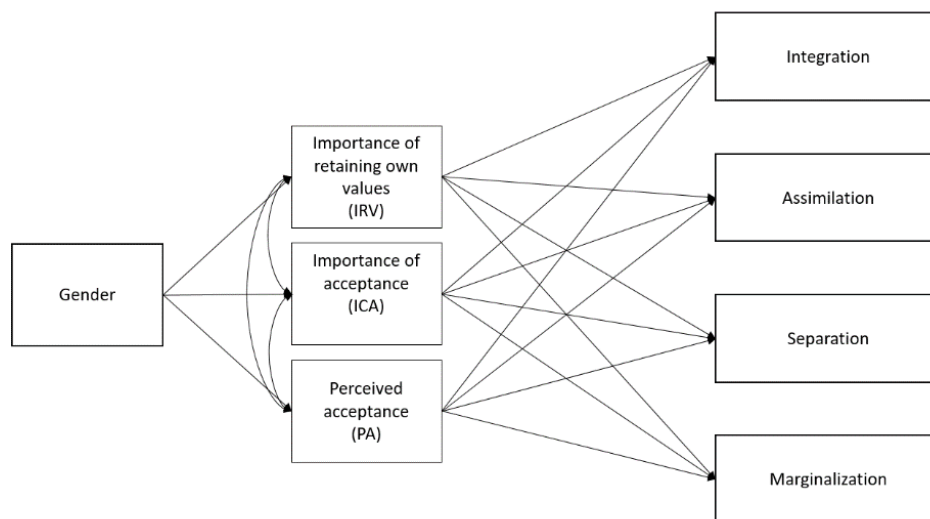 Gender
Importance of
retaining own
values
(IRV)
Importance of
acceptance
(ICA)
Perceived
acceptance
(PA)
Integration
Assimilation
Separation
Marginalization